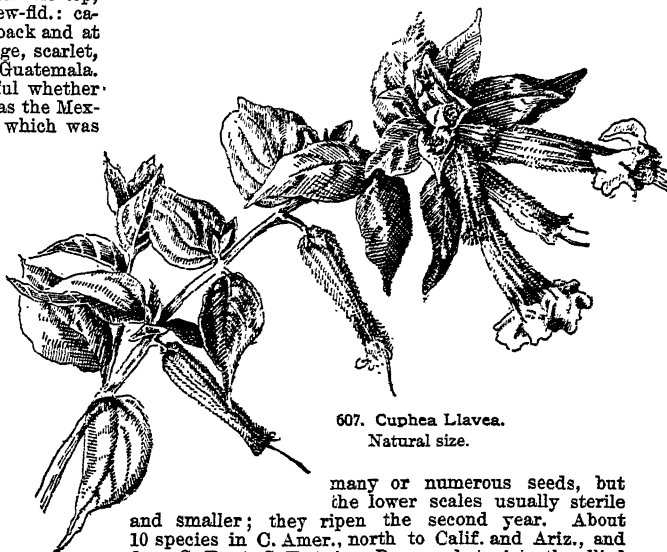 ew-fld.: ca-
back and at
ge, scarlet,
Guatemala.
ful whether
as the Mex-
which was
607. Cuphea Llavea.
Natural size.
many or numerous seeds, but
the lower scales usually sterile
and smaller; they ripen the second year. About
10 species in C. Amer., north to Calif. and Ariz., and